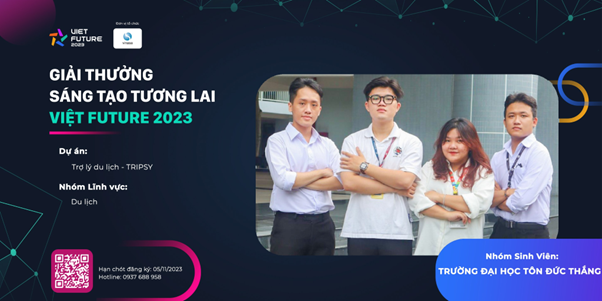 VIET
FUTURE
2023
GIẢI THƯỞNG
SÁNG TẠO TƯƠNG LAI
VIỆT FUTURE 2023
Dự án:
Trợ lý du lịch - TRIPSY
Nhóm Lĩnh vực:
Du lịch
Hạn chót đăng ký: 05/11/2023
Hotline: 0937 688 958
Nhóm Sinh Viên:
TRƯỜNG ĐẠI HỌC TÔN ĐỨC THẮNG